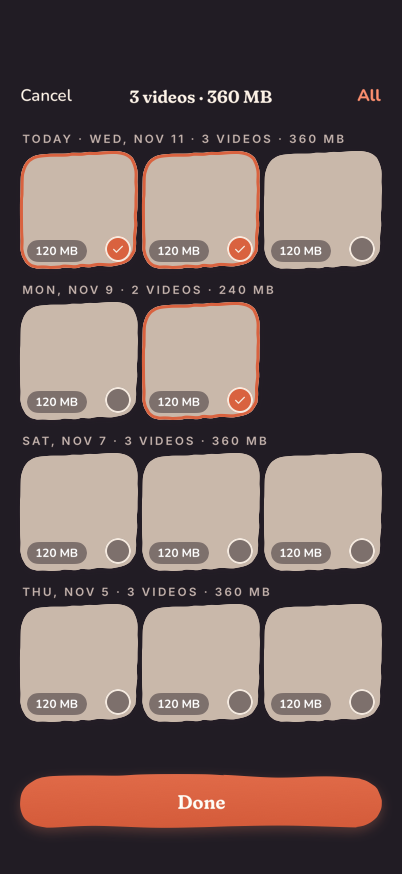 Cancel 3 videos · 360 MB All
TODAY · WED, NOV 11 · 3 VIDEOS · 360 MB
120 MB 120 MB 120 MB
MON, NOV 9 · 2 VIDEOS · 240 MB
120 MB 120 MB
SAT, NOV 7 · 3 VIDEOS · 360 MB
120 MB 120 MB 120 MB
THU, NOV 5 · 3 VIDEOS · 360 MB
120 MB 120 MB 120 MB
Done